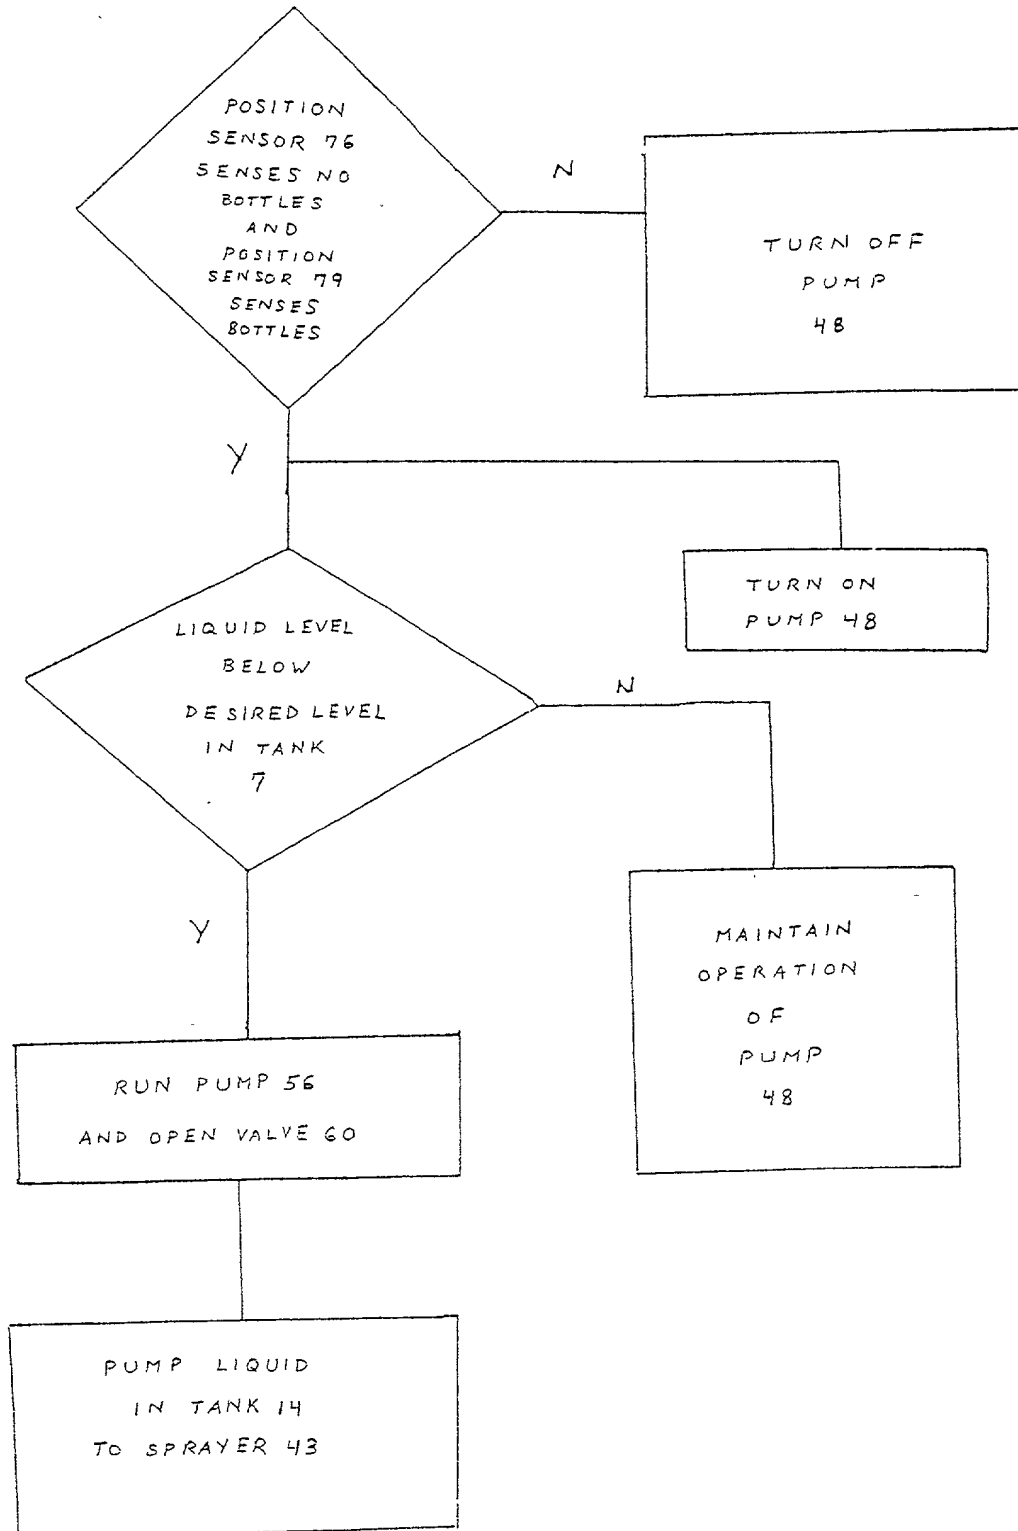 POSITION
SENSOR 76
SENSES NO
BOTTLES
AND
POSITION
SENSOR 79
SENSES
BOTTLES
N
TURN OFF
PUMP
48
Y
TURN ON
PUMP 48
LIQUID LEVEL
BELOW
DESIRED LEVEL
IN TANK
7
N
MAINTAIN
OPERATION
OF
PUMP
48
Y
RUN PUMP 56
AND OPEN VALVE 60
PUMP LIQUID
IN TANK 14
TO SPRAYER 43